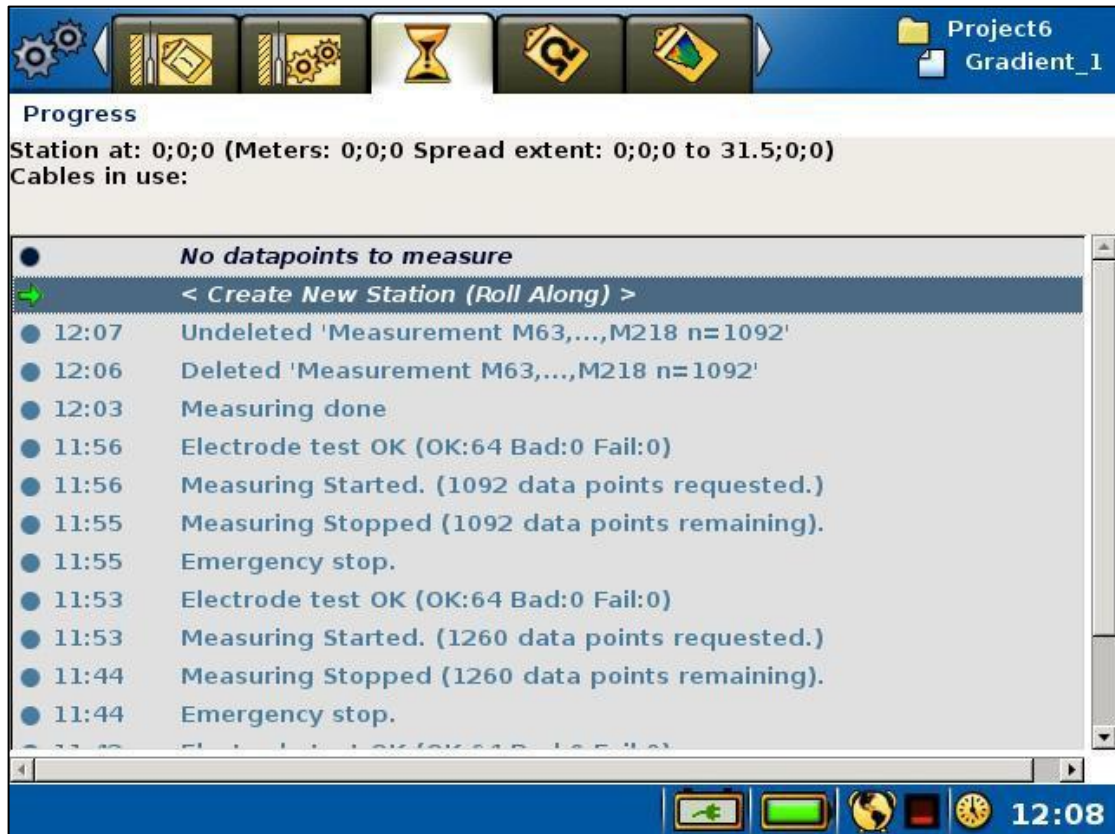 Project6
Gradient_1
Progress
Station at: 0;0;0 (Meters: 0;0;0 Spread extent: 0;0;0 to 31.5;0;0)
Cables in use:
No datapoints to measure
< Create New Station (Roll Along) >
12:07 Undeleted 'Measurement M63,...,M218 n=1092'
12:06 Deleted 'Measurement M63,...,M218 n=1092'
12:03 Measuring done
11:56 Electrode test OK (OK:64 Bad:0 Fail:0)
11:56 Measuring Started. (1092 data points requested.)
11:55 Measuring Stopped (1092 data points remaining).
11:55 Emergency stop.
11:53 Electrode test OK (OK:64 Bad:0 Fail:0)
11:53 Measuring Started. (1260 data points requested.)
11:44 Measuring Stopped (1260 data points remaining).
11:44 Emergency stop.
12:08